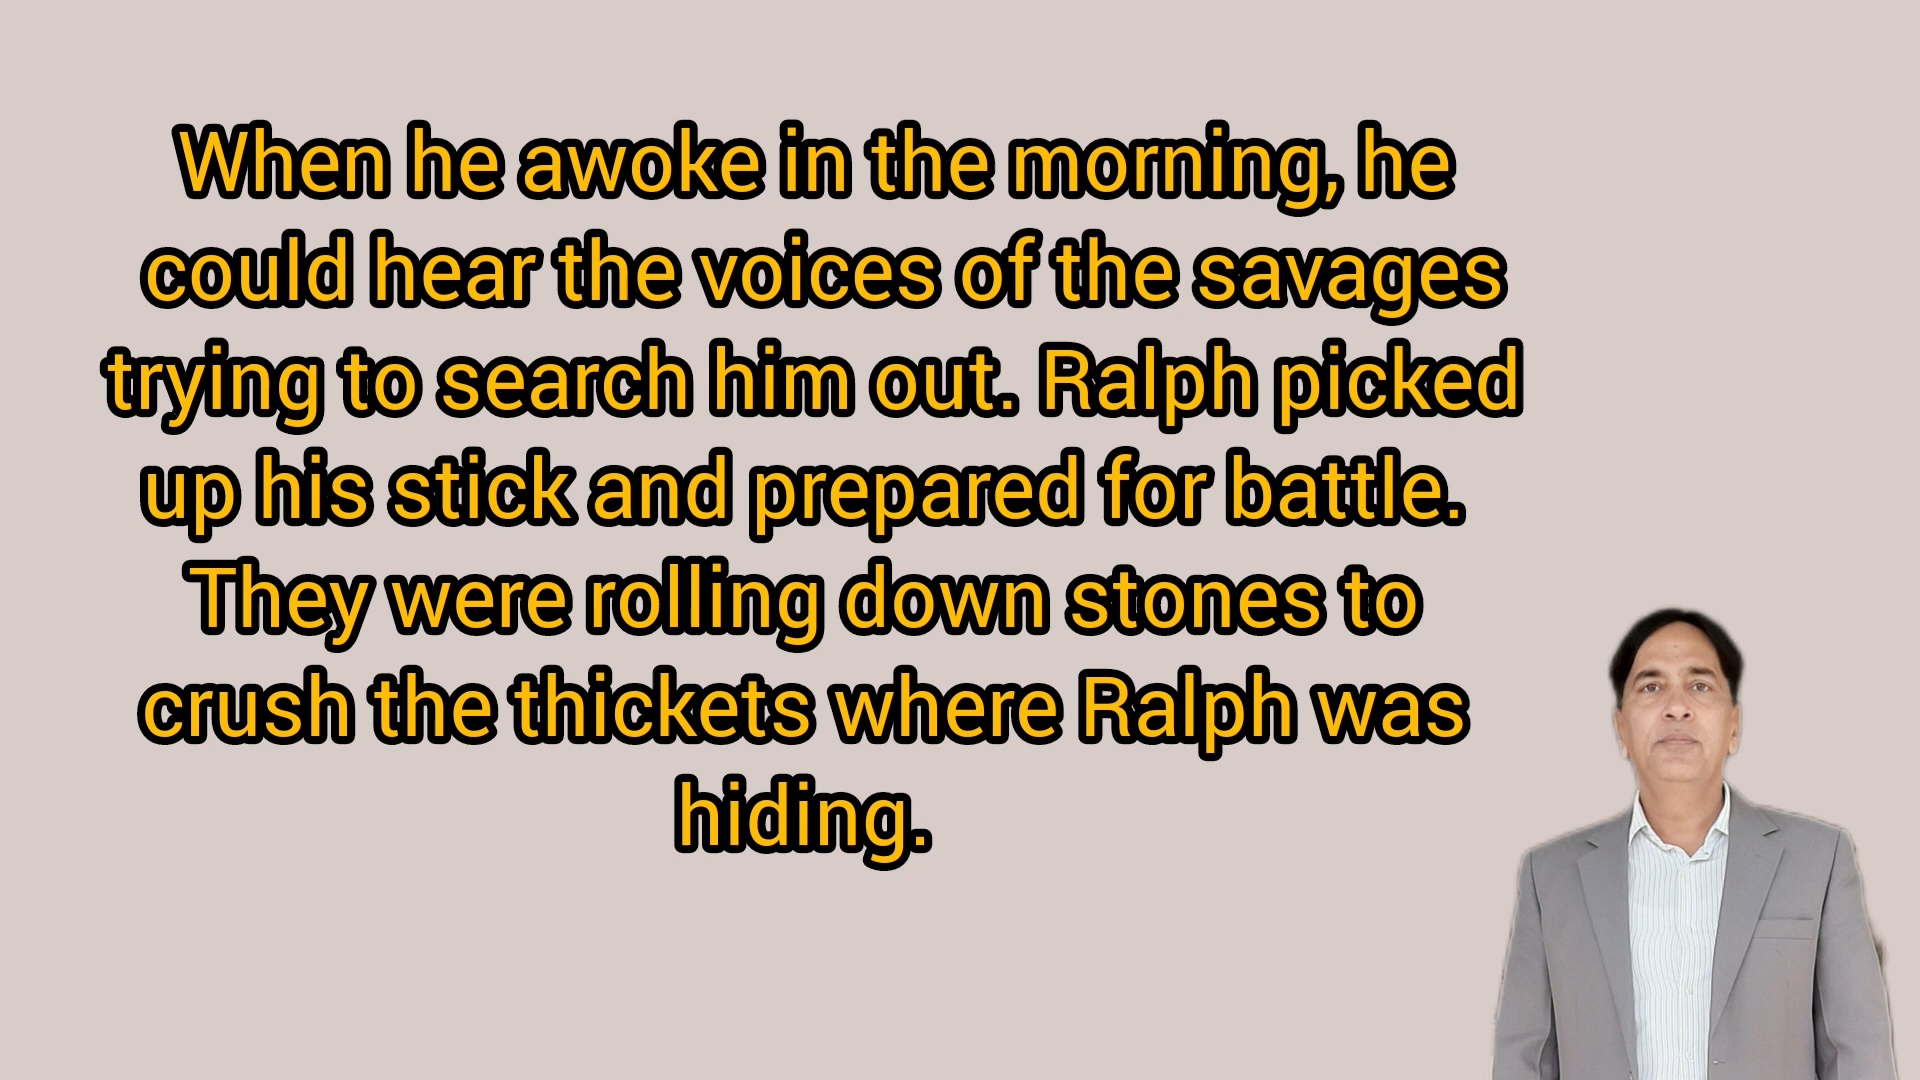 When he awoke in the morning, he
could hear the voices of the savages
trying to search him out. Ralph picked
up his stick and prepared for battle.
They were rolling down stones to
crush the thickets where Ralph was
hiding.